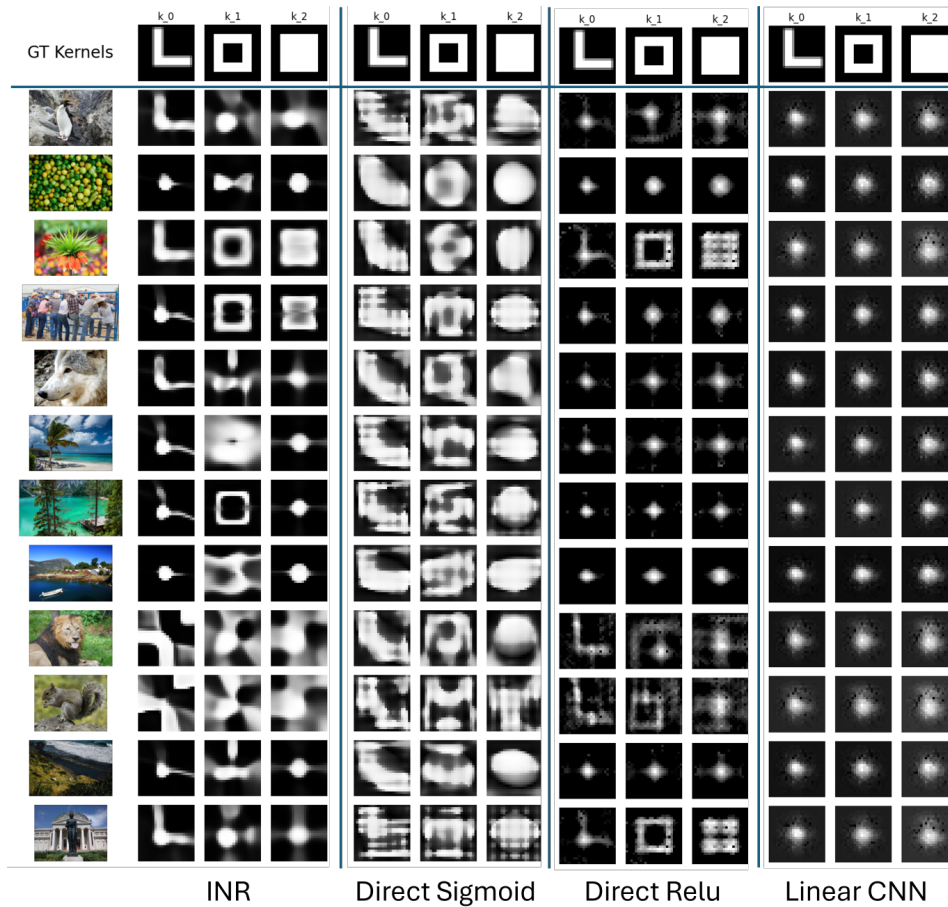 k_0 k_1 k_2 k_0 k_1 k_2 k_0 k_1 k_2 k_0 k_1 k_2
GT Kernels
INR Direct Sigmoid Direct Relu Linear CNN